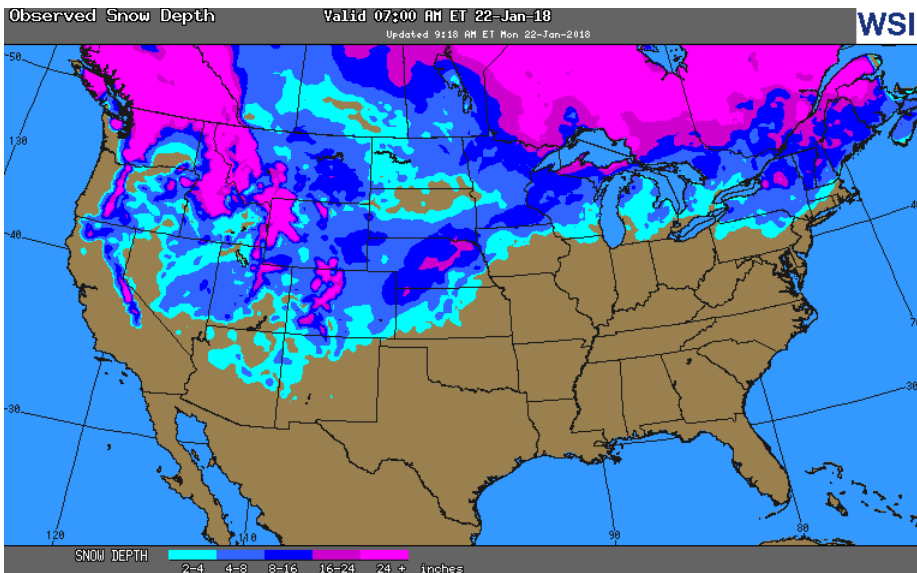 Observed Snow Depth
Valid 07:00 AM ET 22-Jan-18
WSI
Updated 9:18 AM ET Mon 22-Jan-2018
-50
130
-40
-30
120
110
90
80
SNOW DEPTH
2-4 4-8 8-16 16-24 24 + inches